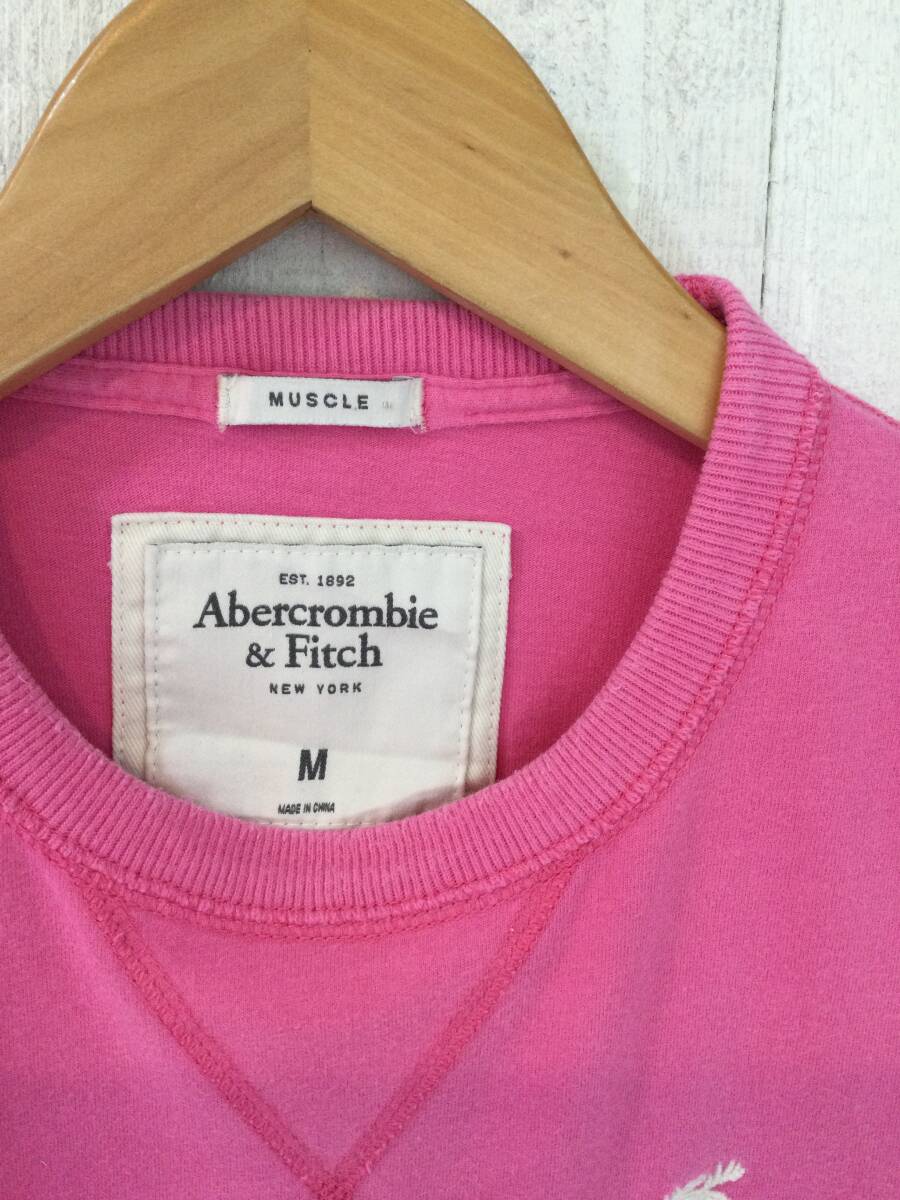 MUSCLE
EST. 1892
Abercrombie
& Fitch
NEW YORK
M
MADE IN CHINA